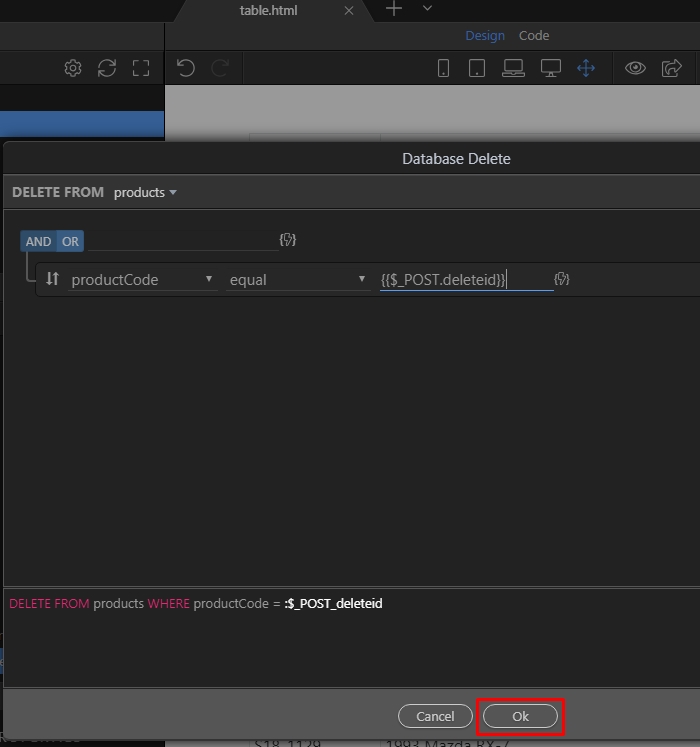 table.html
Design Code
Database Delete
DELETE FROM products
AND OR
productCode equal {{$_POST.deleteid}}
DELETE FROM products WHERE productCode = :$_POST_deleteid
Cancel Ok
S18_1129 1993 Mazda RX-7